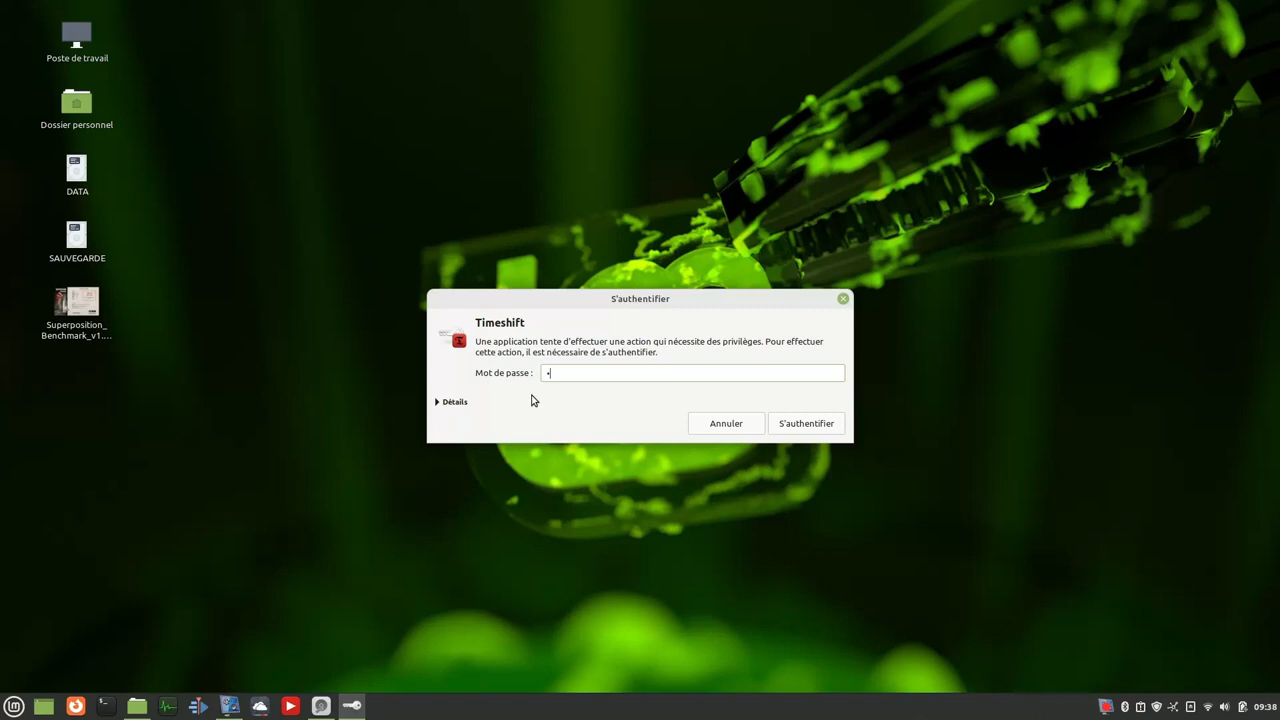 Poste de travail
Dossier personnel
DATA
SAUVEGARDE
Superposition_
Benchmark_v1....
S'authentifier
Timeshift
Une application tente d'effectuer une action qui nécessite des privilèges. Pour effectuer
cette action, il est nécessaire de s'authentifier.
Mot de passe :
Détails
Annuler
S'authentifier
09:38